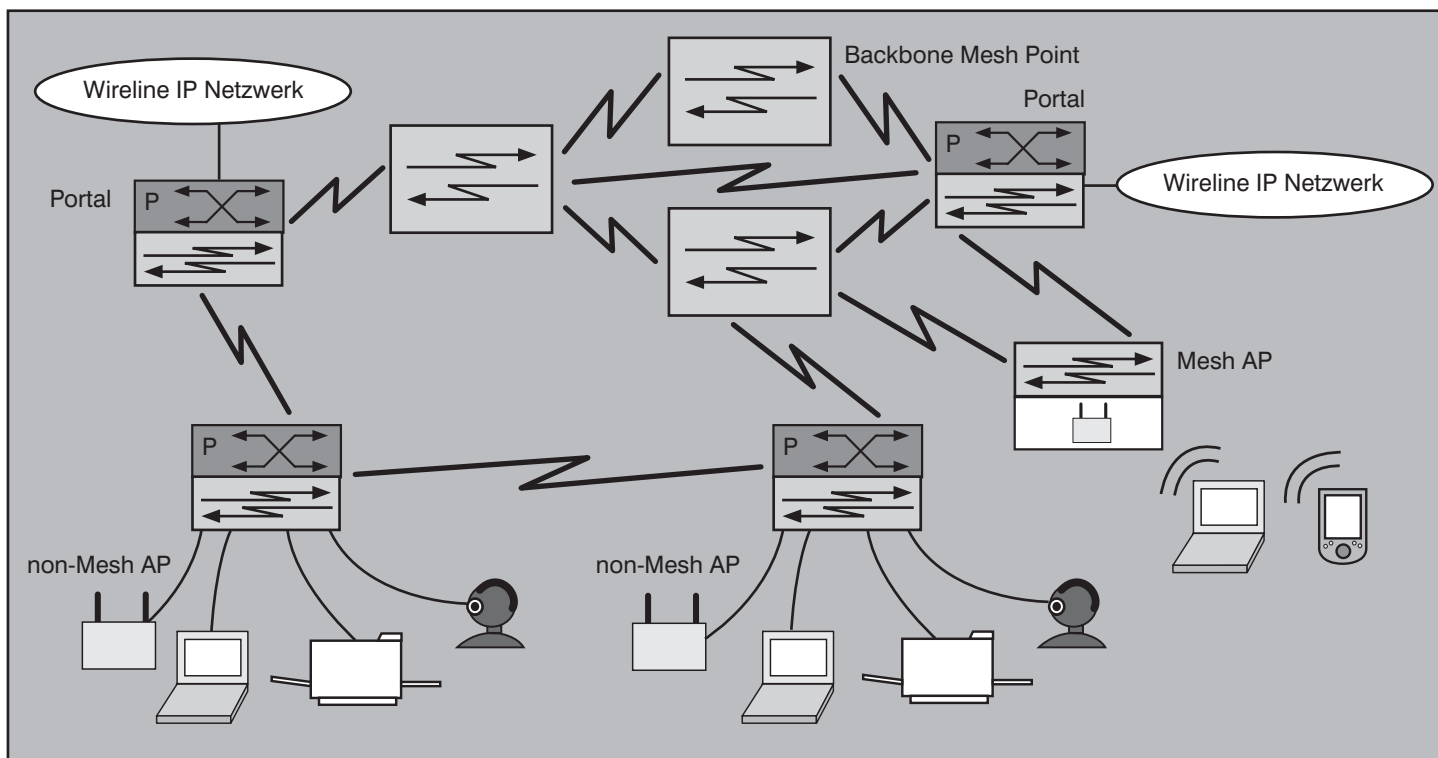 Backbone Mesh Point
Wireline IP Netzwerk
Portal
P
Portal
P
Wireline IP Netzwerk
Mesh AP
P
P
non-Mesh AP
non-Mesh AP